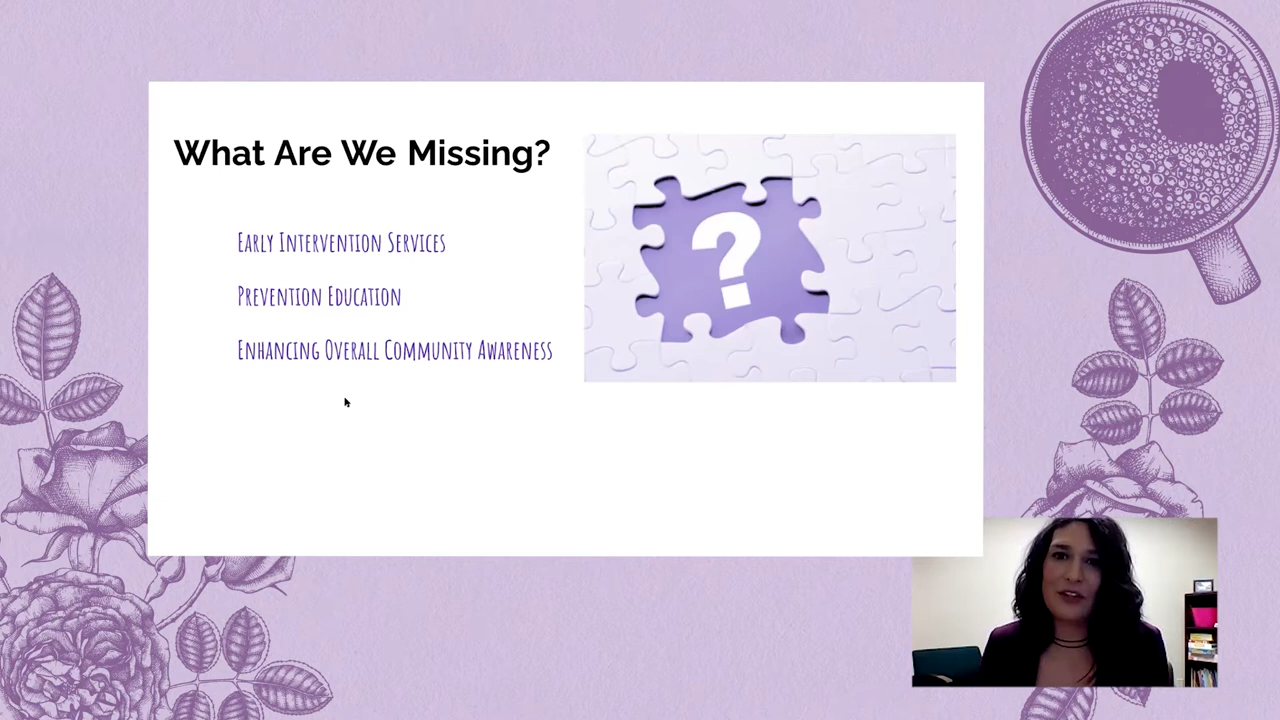 What Are We Missing?
Early Intervention Services
Prevention Education
Enhancing Overall Community Awareness
?